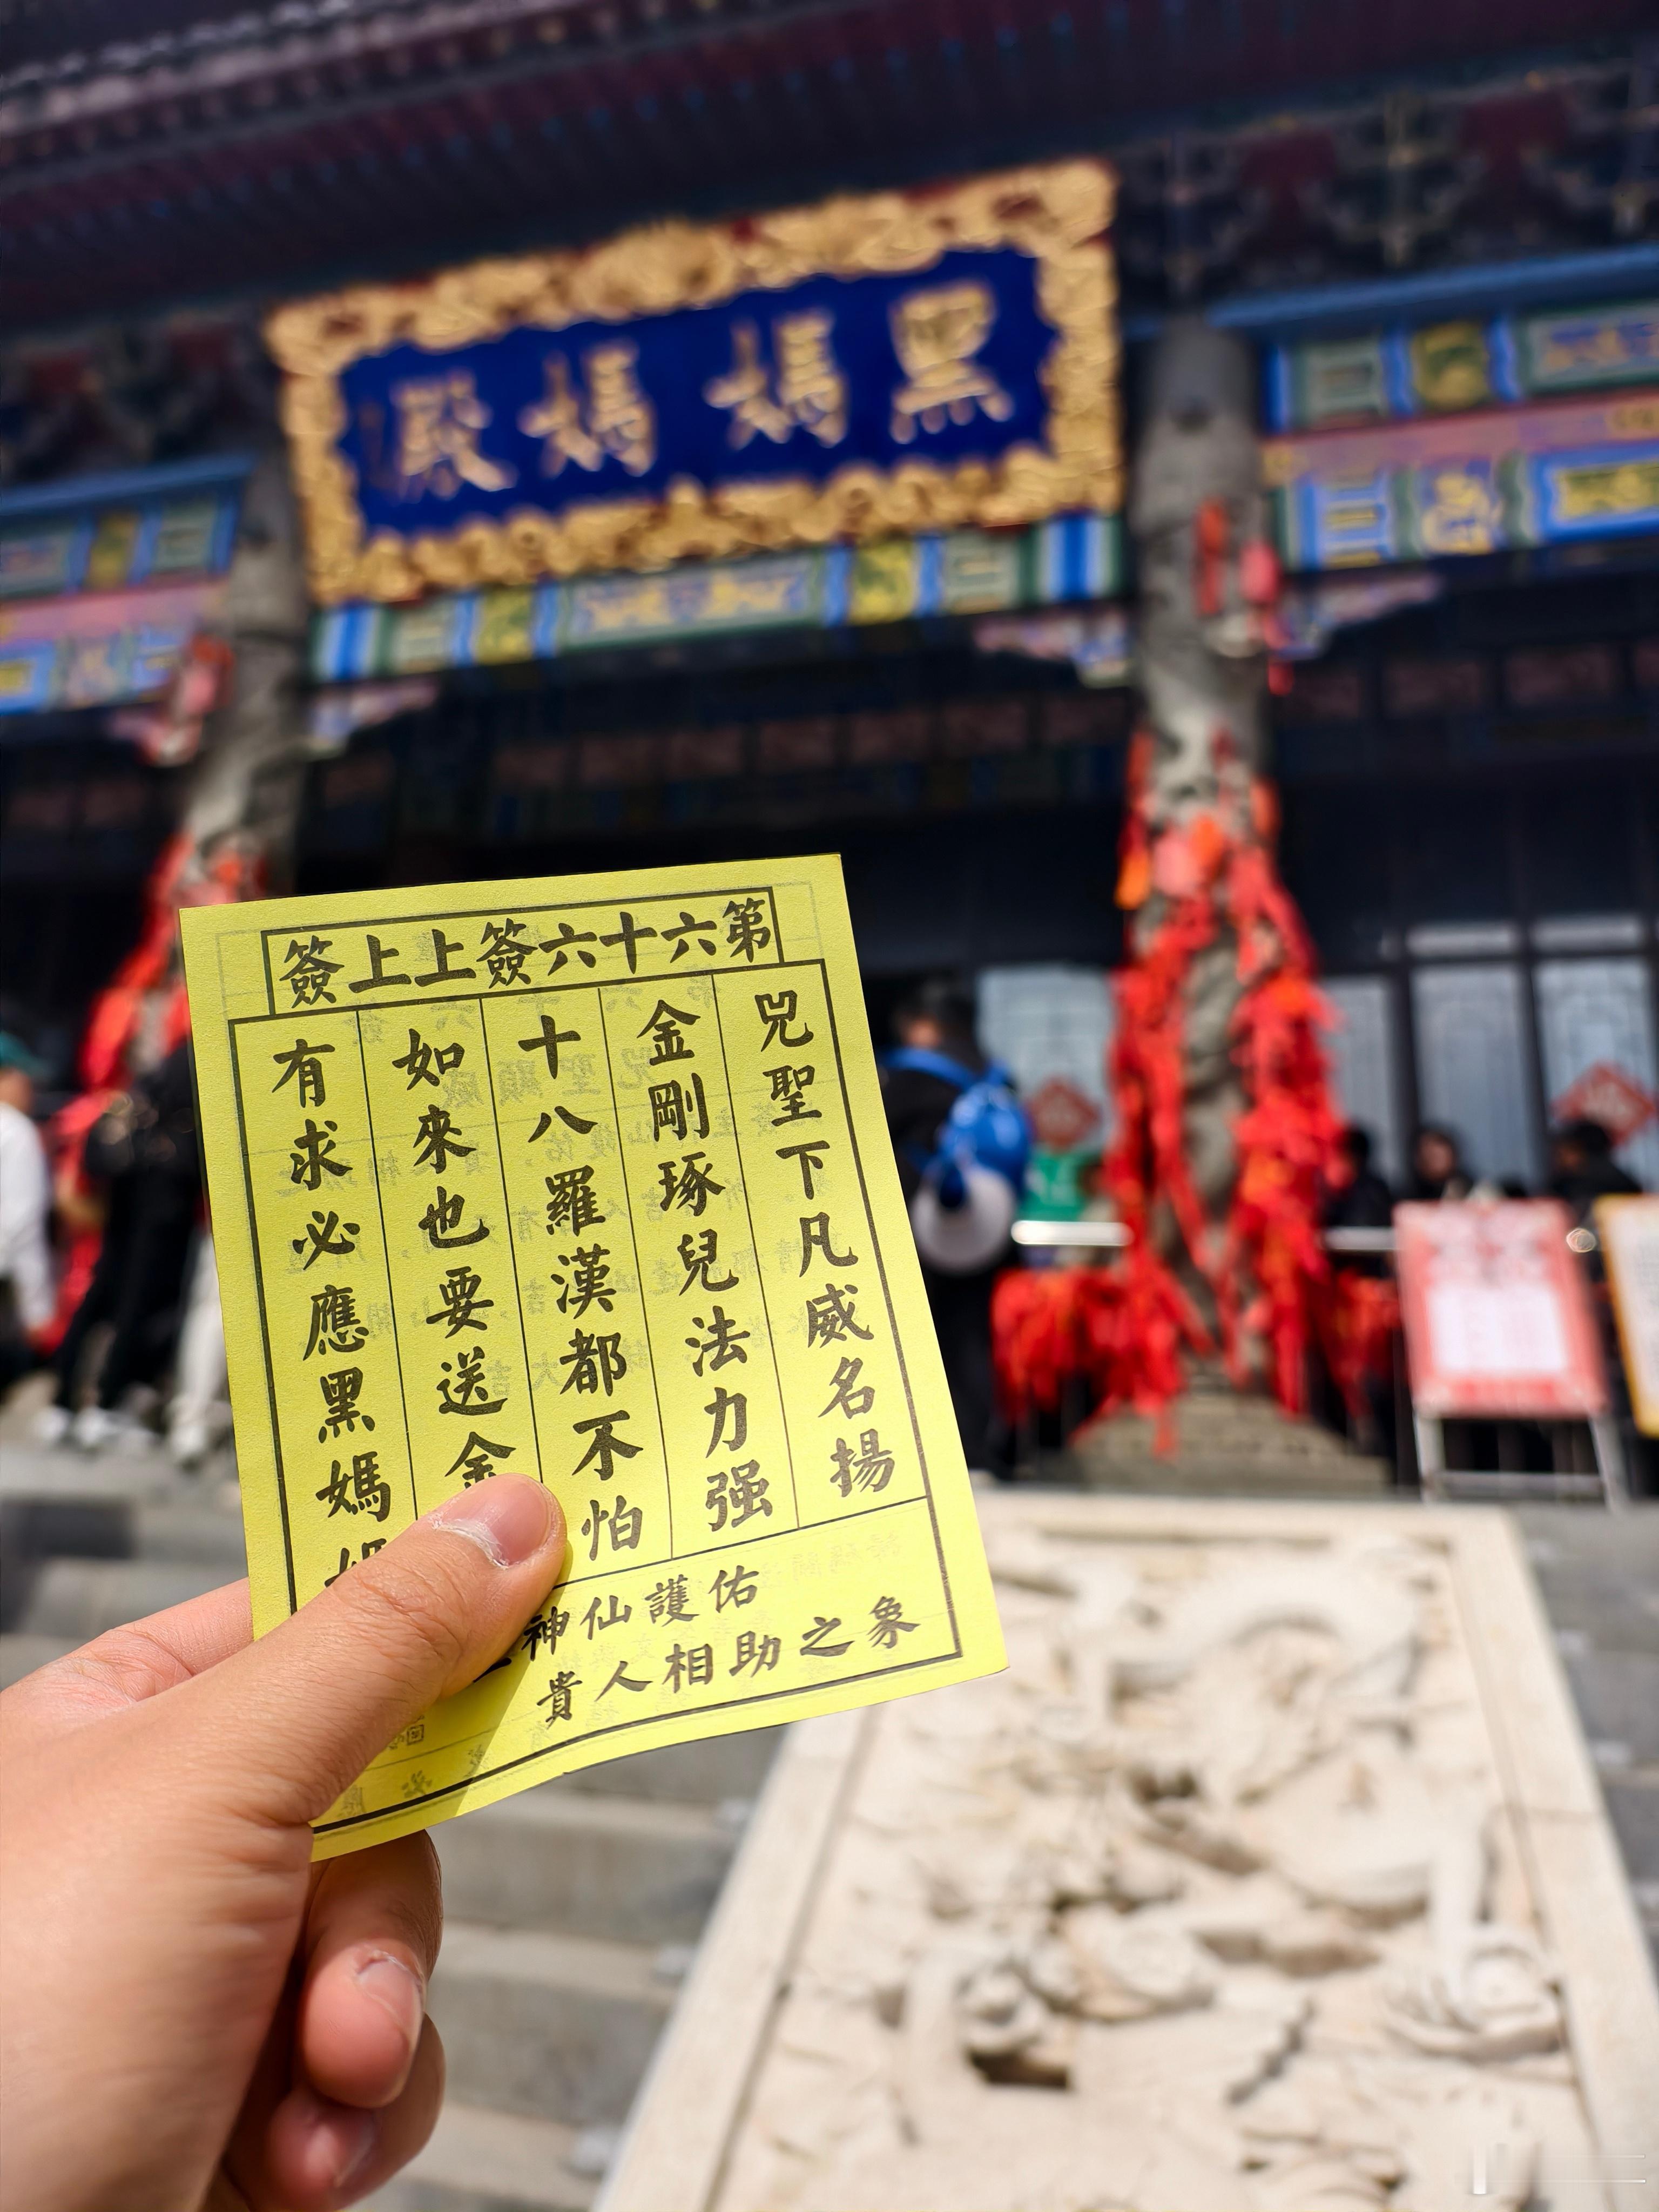 黑媽媽殿
第六十六簽上上簽
兕聖下凡威名揚
金剛琢兒法力强
十八羅漢都不怕
如來也要送金
有求必應黑媽
神仙護佑
貴人相助之象